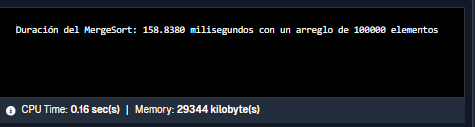 Duración del MergeSort: 158.8380 milisegundos con un arreglo de 100000 elementos
CPU Time: 0.16 sec(s) | Memory: 29344 kilobyte(s)